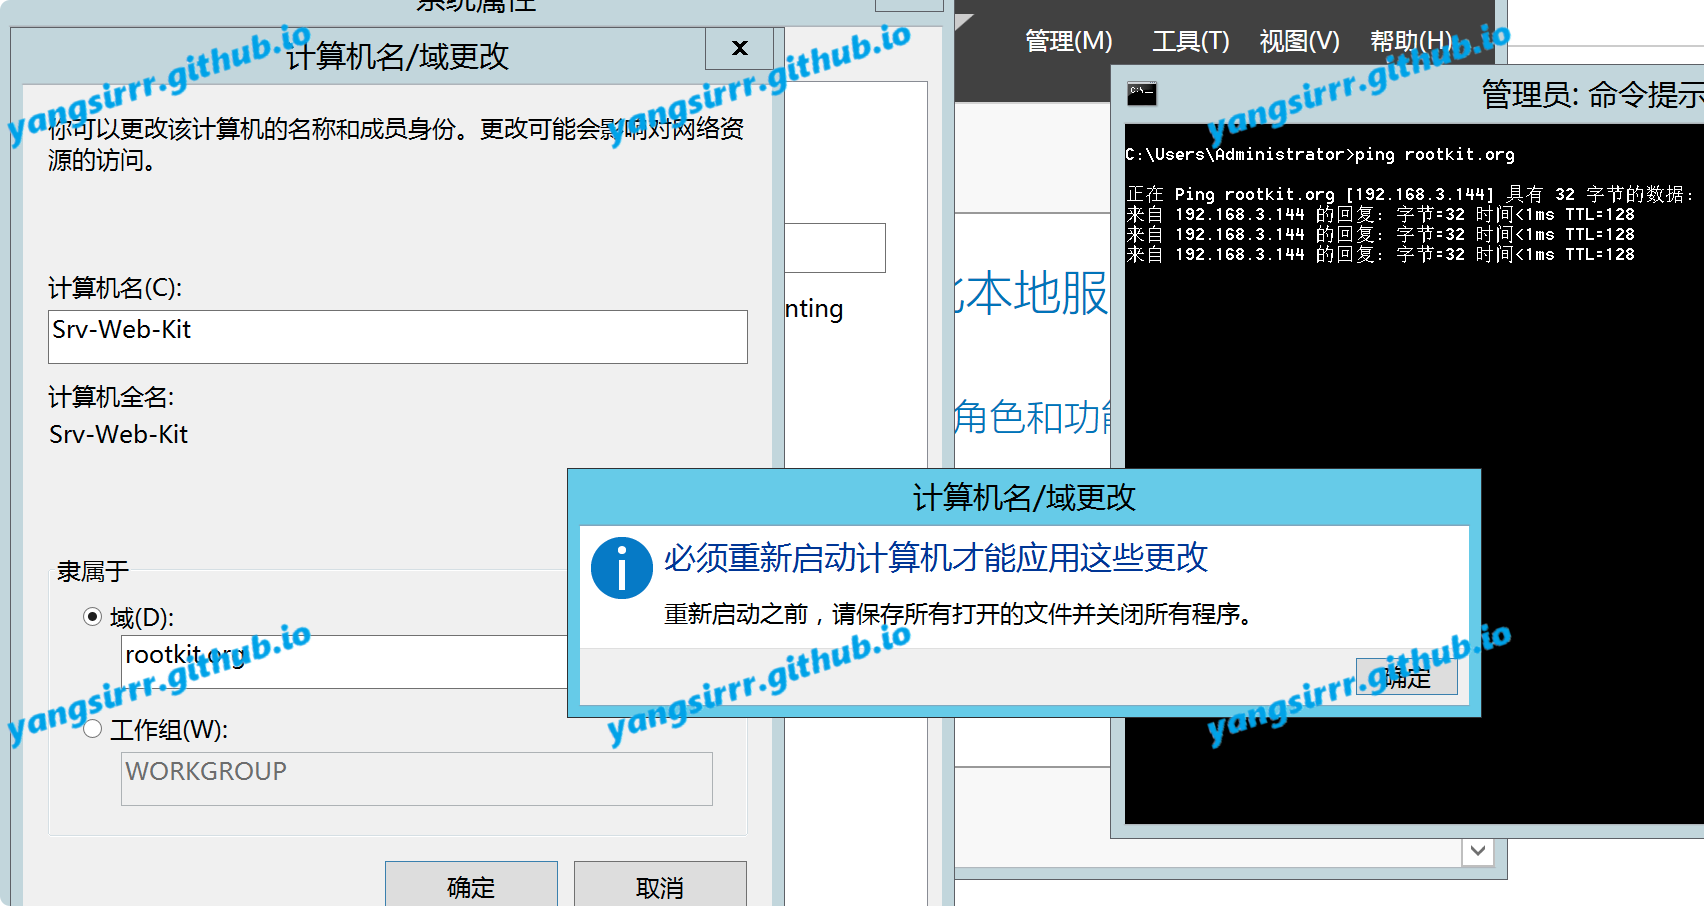 系统属性
计算机名/域更改
x
你可以更改该计算机的名称和成员身份。更改可能会影响对网络资
源的访问。
计算机名(C):
Srv-Web-Kit
计算机全名:
Srv-Web-Kit
隶属于
域(D):
rootkit.org
工作组(W):
WORKGROUP
确定
取消
nting
管理(M)
工具(T)
视图(V)
帮助(H)
本地服
角色和功能
管理员: 命令提示
C:\_
C:\Users\Administrator>ping rootkit.org
正在 Ping rootkit.org [192.168.3.144] 具有 32 字节的数据:
来自 192.168.3.144 的回复: 字节=32 时间<1ms TTL=128
来自 192.168.3.144 的回复: 字节=32 时间<1ms TTL=128
来自 192.168.3.144 的回复: 字节=32 时间<1ms TTL=128
计算机名/域更改
必须重新启动计算机才能应用这些更改
重新启动之前，请保存所有打开的文件并关闭所有程序。
确定
yangsirrr.github.io
yangsirrr.github.io
yangsirrr.github.io
yangsirrr.github.io
yangsirrr.github.io
yangsirrr.github.io